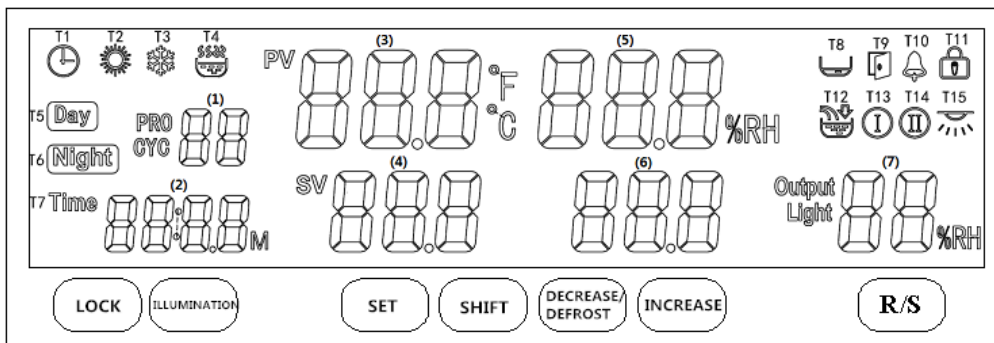 T1 T2 T3 T4
PV (3) (5)
T8 T9 T10 T11
°F
°C
%RH
T12 T13 T14 T15
I II
T5 Day
(1)
PRO
CYC
T6 Night
(2)
T7 Time
M
SV (4) (6)
(7)
Output
Light
%RH
LOCK ILLUMINATION SET SHIFT DECREASE/
DEFROST INCREASE R/S